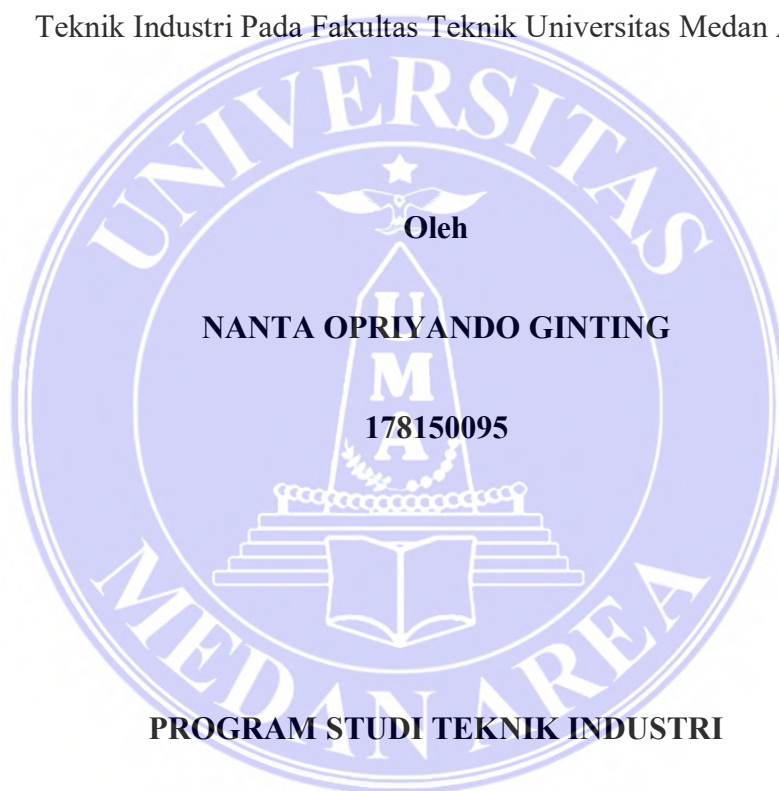 Teknik Industri Pada Fakultas Teknik Universitas Medan A
UNIVERSITAS
Oleh
NANTA OPRIYANDO GINTING
U
M
A
178150095
MEDAN AREA
PROGRAM STUDI TEKNIK INDUSTRI